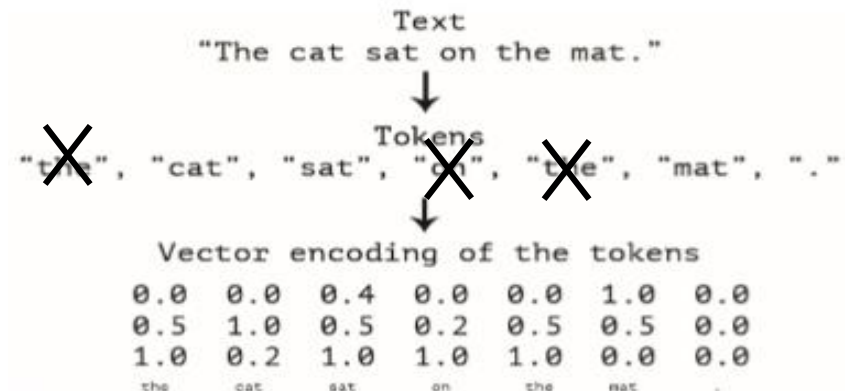 Text
“The cat sat on the mat.”
Tokens
“the”, “cat”, “sat”, “on”, “the”, “mat”, “.”
Vector encoding of the tokens
0.0 0.0 0.4 0.0 0.0 1.0 0.0
0.5 1.0 0.5 0.2 0.5 0.5 0.0
1.0 0.2 1.0 1.0 1.0 0.0 0.0
the cat sat on the mat .